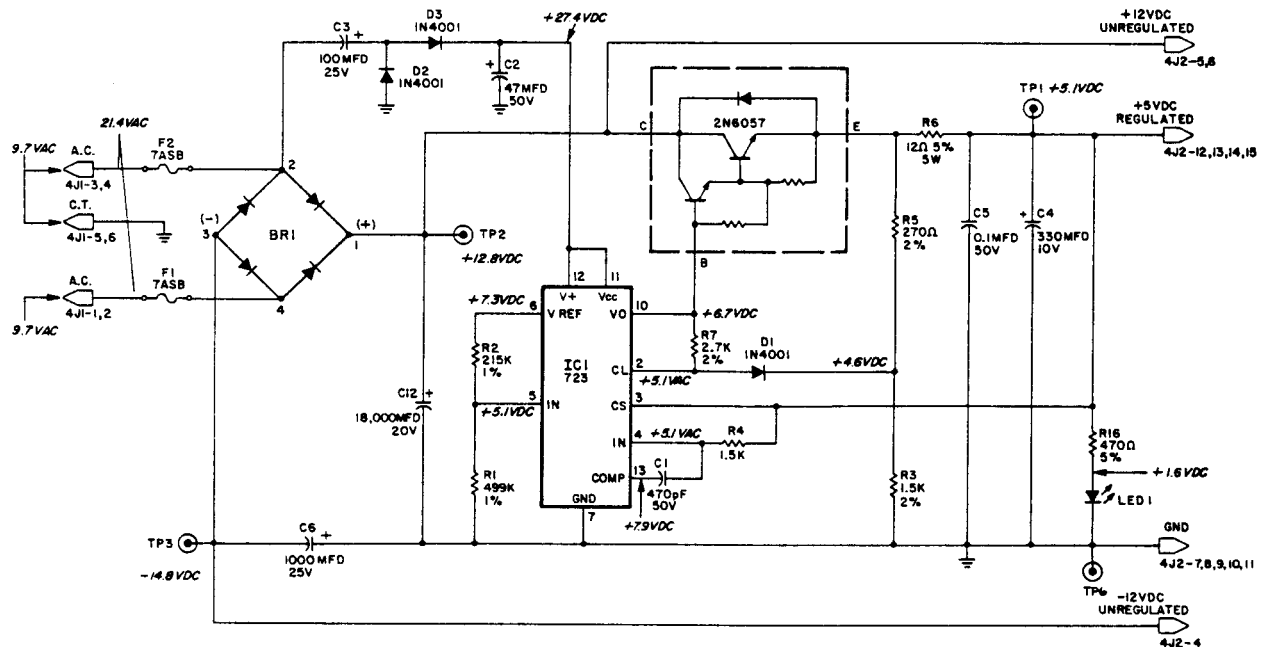 +27.4VDC
+12VDC
UNREGULATED
4J2-5,6
C3
+
100MFD
25V
D3
1N4001
D2
1N4001
+
C2
47MFD
50V
TP1 +5.1VDC
+5VDC
REGULATED
4J2-12,13,14,15
21.4VAC
9.7VAC
A.C.
4J1-3,4
F2
7ASB
2
C.T.
4J1-5,6
(-)
3
BR1
(+)
1
A.C.
4J1-1,2
F1
7ASB
4
9.7VAC
TP2
+12.8VDC
C
2N6057
E
B
R6
12Ω 5%
5W
R5
270Ω
2%
C5
0.1MFD
50V
+
C4
330MFD
10V
12
11
V+
VCC
+7.3VDC
6
V REF
VO
10
+6.7VDC
R7
2.7K
2%
D1
1N4001
+4.6VDC
R2
215K
1%
IC1
723
CL
2
+5.1VAC
C12
+
18,000MFD
20V
5
IN
+5.1VDC
CS
3
IN
4
+5.1VAC
R4
1.5K
R1
499K
1%
COMP
13
C1
470pF
50V
GND
7
+7.9VDC
R3
1.5K
2%
R16
470Ω
5%
+1.6VDC
LED1
TP3
-14.8VDC
C6
+
1000MFD
25V
GND
4J2-7,8,9,10,11
TP6
-12VDC
UNREGULATED
4J2-4